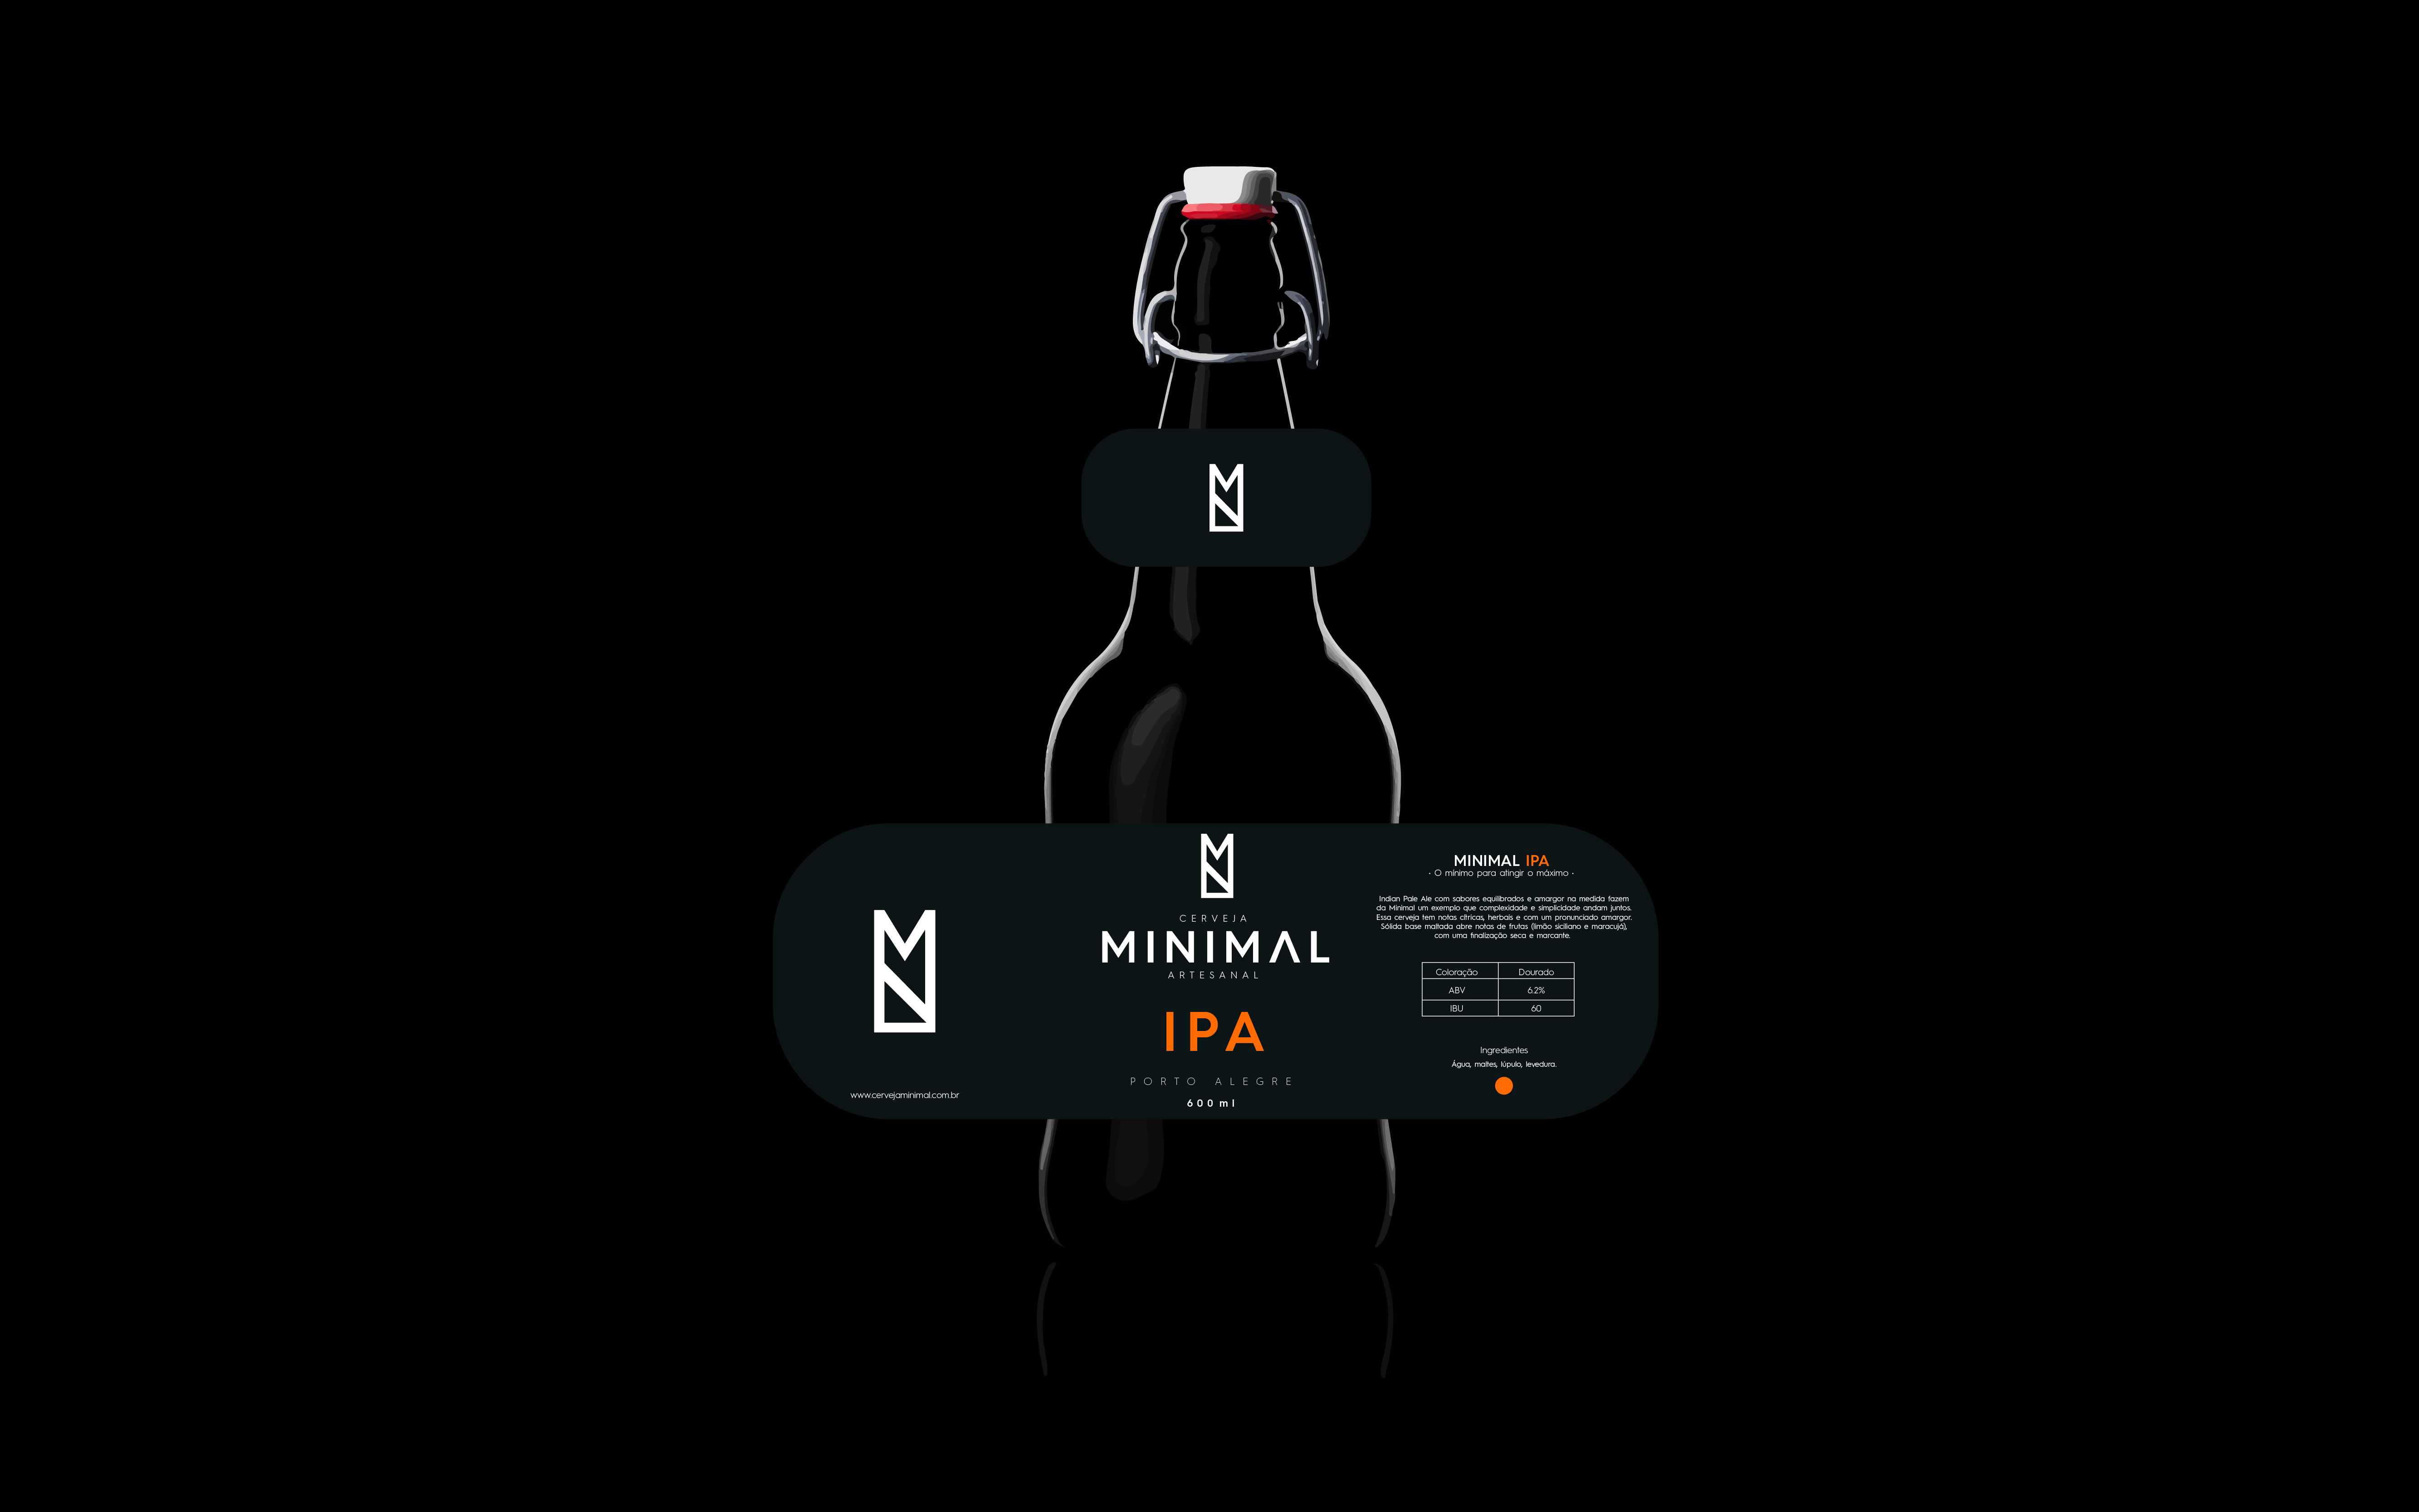 www.cervejaminimal.com.br
CERVEJA
MINIMAL
ARTESANAL
IPA
PORTO ALEGRE
600 ml
MINIMAL IPA
· O mínimo para atingir o máximo ·
Indian Pale Ale com sabores equilibrados e amargor na medida fazem
da Minimal um exemplo que complexidade e simplicidade andam juntos.
Essa cerveja tem notas cítricas, herbais e com um pronunciado amargor.
Sólida base maltada abre notas de frutas (limão siciliano e maracujá),
com uma finalização seca e marcante.
Coloração Dourado
ABV 6.2%
IBU 60
Ingredientes
Água, maltes, lúpulo, levedura.